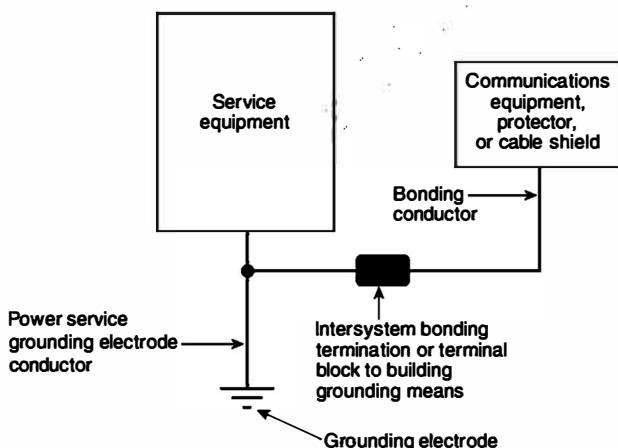 Service
equipment
Communications
equipment,
protector,
or cable shield
Bonding
conductor
Power service
grounding electrode
conductor
Intersystem bonding
termination or terminal
block to building
grounding means
Grounding electrode